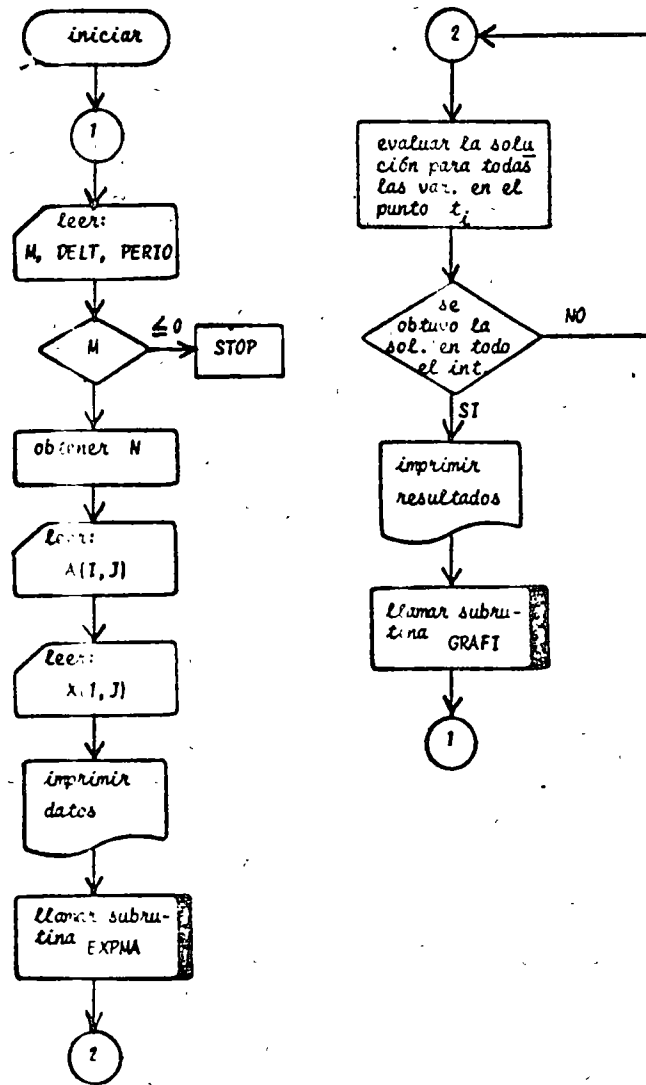 iniciar
1
leer:
M, DELT, PERIO
M
≤ 0
STOP
obtener N
leer:
A(I,J)
leer:
X(1,J)
imprimir
datos
llamar subru-
tina EXPMA
2
2
evaluar la solu
ción para todas
las var. en el
punto t_i
se
obtuvo la
sol. en todo
el int.
NO
SI
imprimir
resultados
llamar subru-
tina GRAFI
1